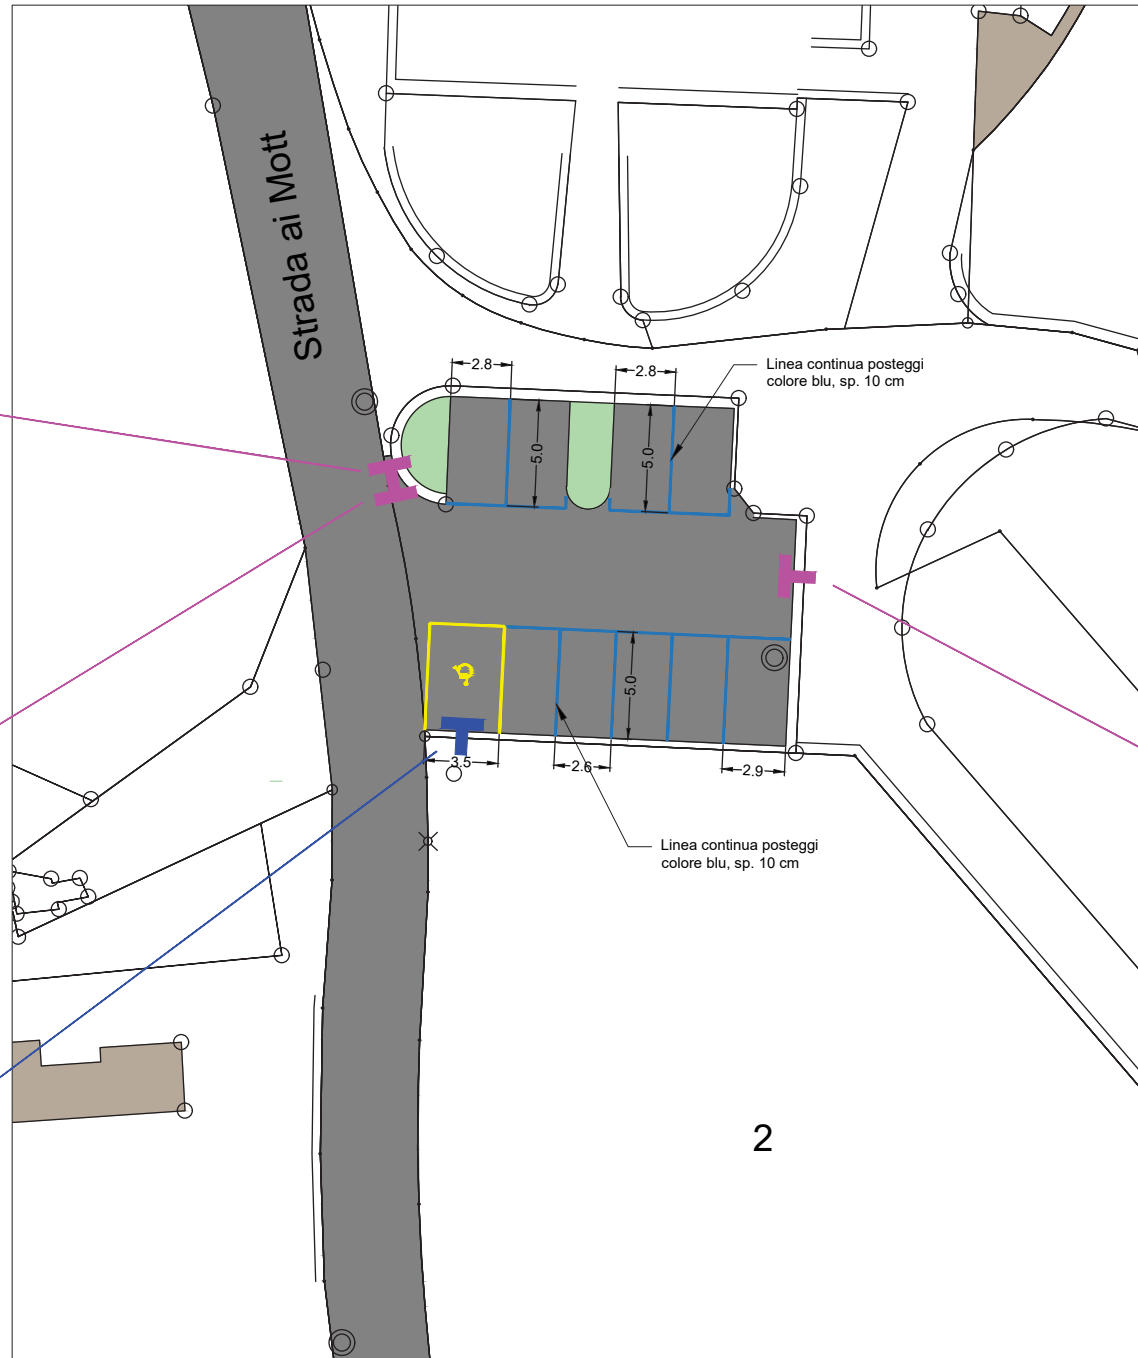 Strada ai Mott
2.8
2.8
Linea continua posteggi
colore blu, sp. 10 cm
5.0
5.0
5.0
3.5
2.6
2.9
Linea continua posteggi
colore blu, sp. 10 cm
2